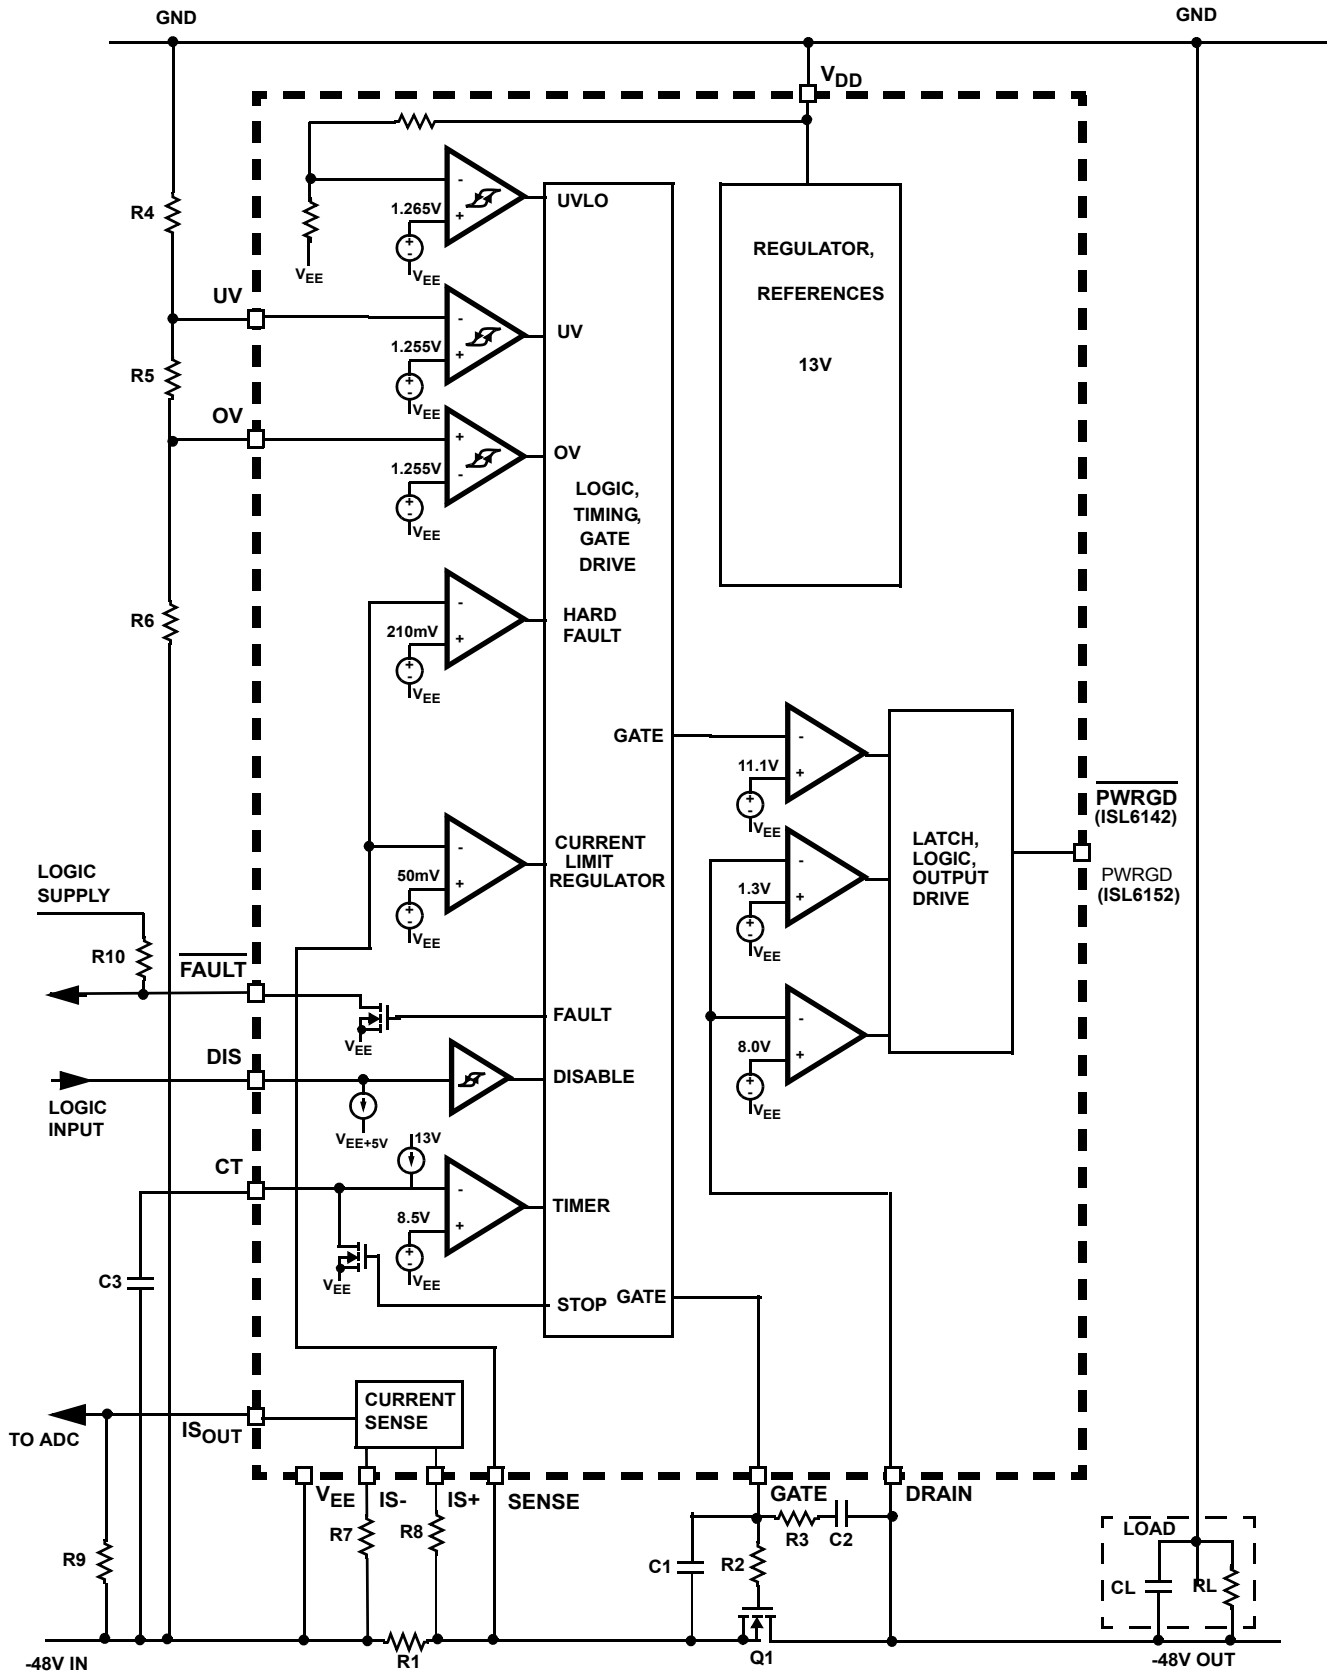 GND
GND
VDD
R4
1.265V
UVLO
VEE
VEE
REGULATOR,
REFERENCES
13V
UV
UV
1.255V
R5
VEE
OV
OV
1.255V
VEE
LOGIC,
TIMING,
GATE
DRIVE
R6
HARD
FAULT
210mV
VEE
GATE
11.1V
VEE
PWRGD
(ISL6142)
PWRGD
(ISL6152)
LATCH,
LOGIC,
OUTPUT
DRIVE
1.3V
VEE
CURRENT
LIMIT
REGULATOR
50mV
VEE
LOGIC
SUPPLY
R10
FAULT
FAULT
VEE
8.0V
VEE
DIS
DISABLE
LOGIC
INPUT
VEE+5V
13V
CT
TIMER
8.5V
VEE
VEE
C3
STOP
GATE
CURRENT
SENSE
ISOUT
TO ADC
VEE
IS-
IS+
SENSE
GATE
DRAIN
R7
R8
R3
C2
R9
C1
R2
LOAD
CL
RL
-48V IN
R1
Q1
-48V OUT
+
-
-
+
+
-
-
+
+
-
+
-
+
-
-
+
+
-
-
+
+
-
-
+
+
-
-
+
+
-
-
+
+
-
-
+
+
-